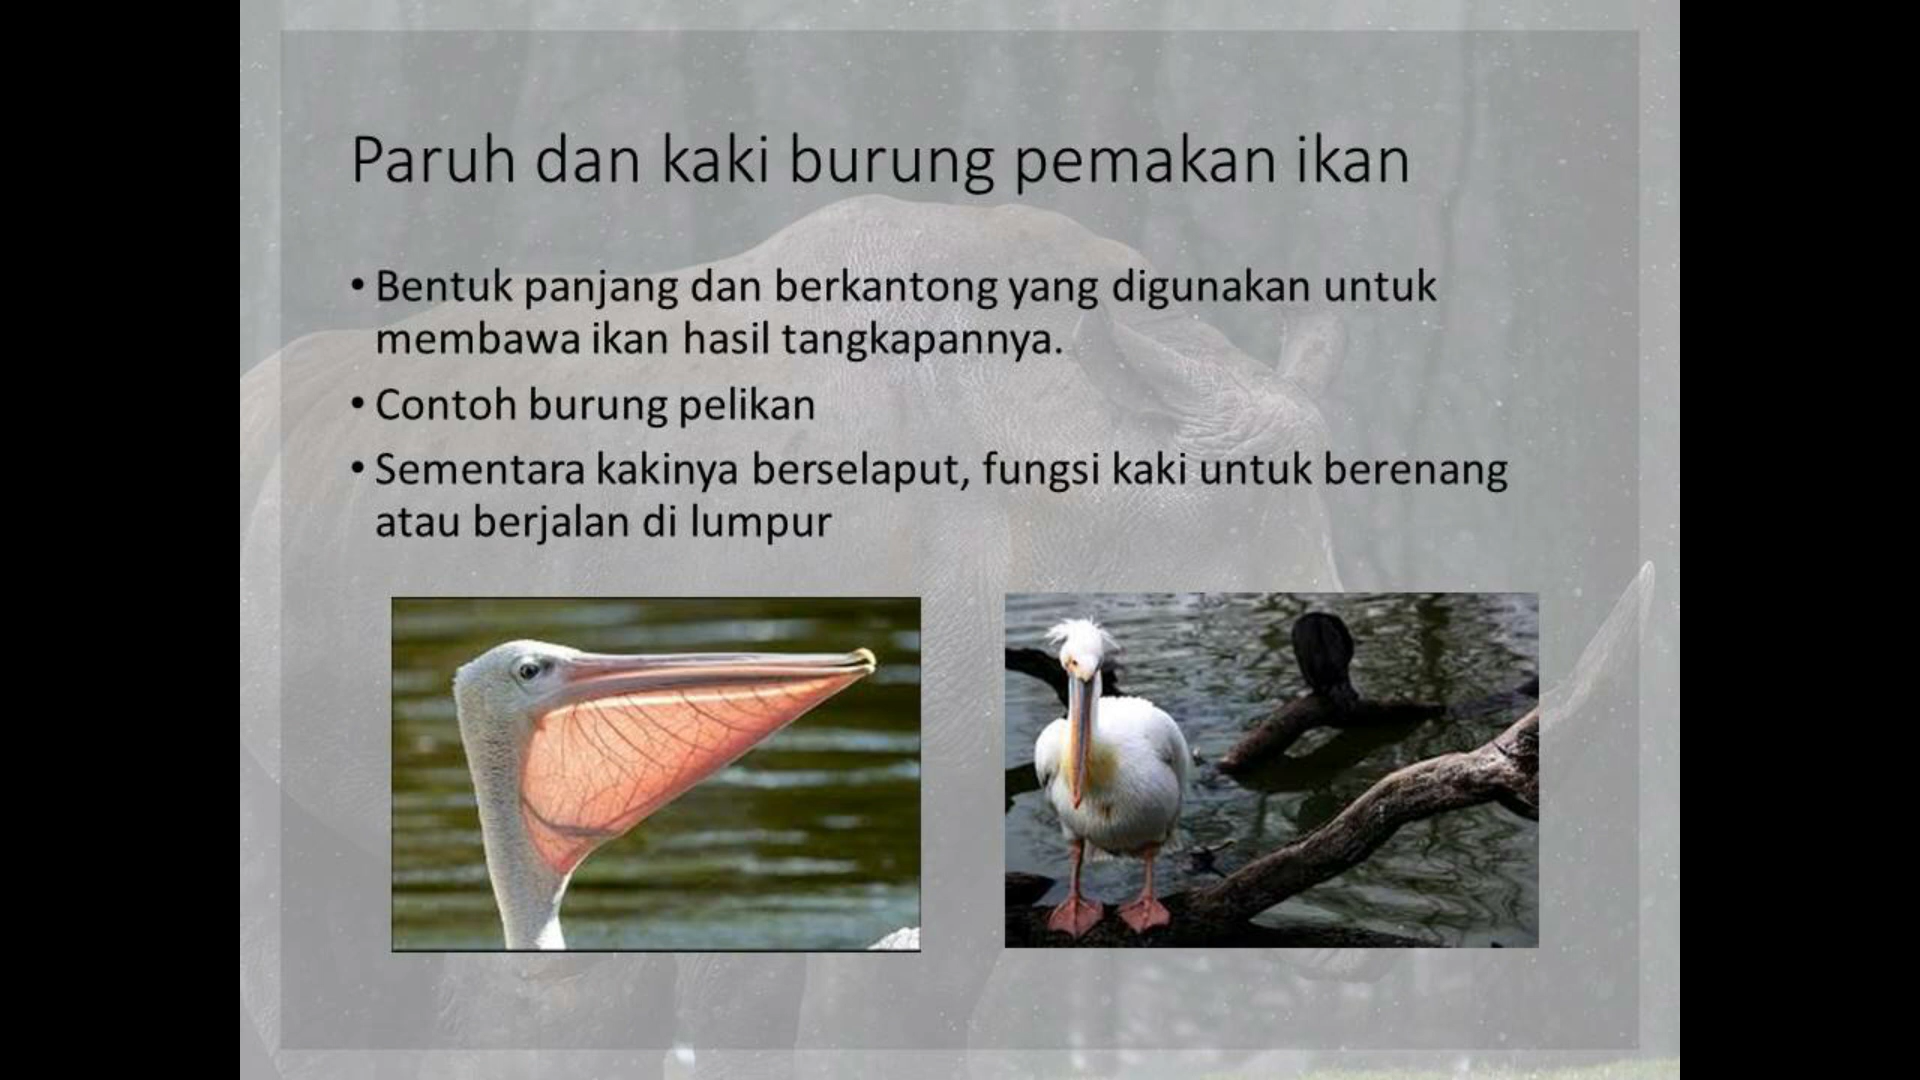 Paruh dan kaki burung pemakan ikan
• Bentuk panjang dan berkantong yang digunakan untuk
membawa ikan hasil tangkapannya.
• Contoh burung pelikan
• Sementara kakinya berselaput, fungsi kaki untuk berenang
atau berjalan di lumpur